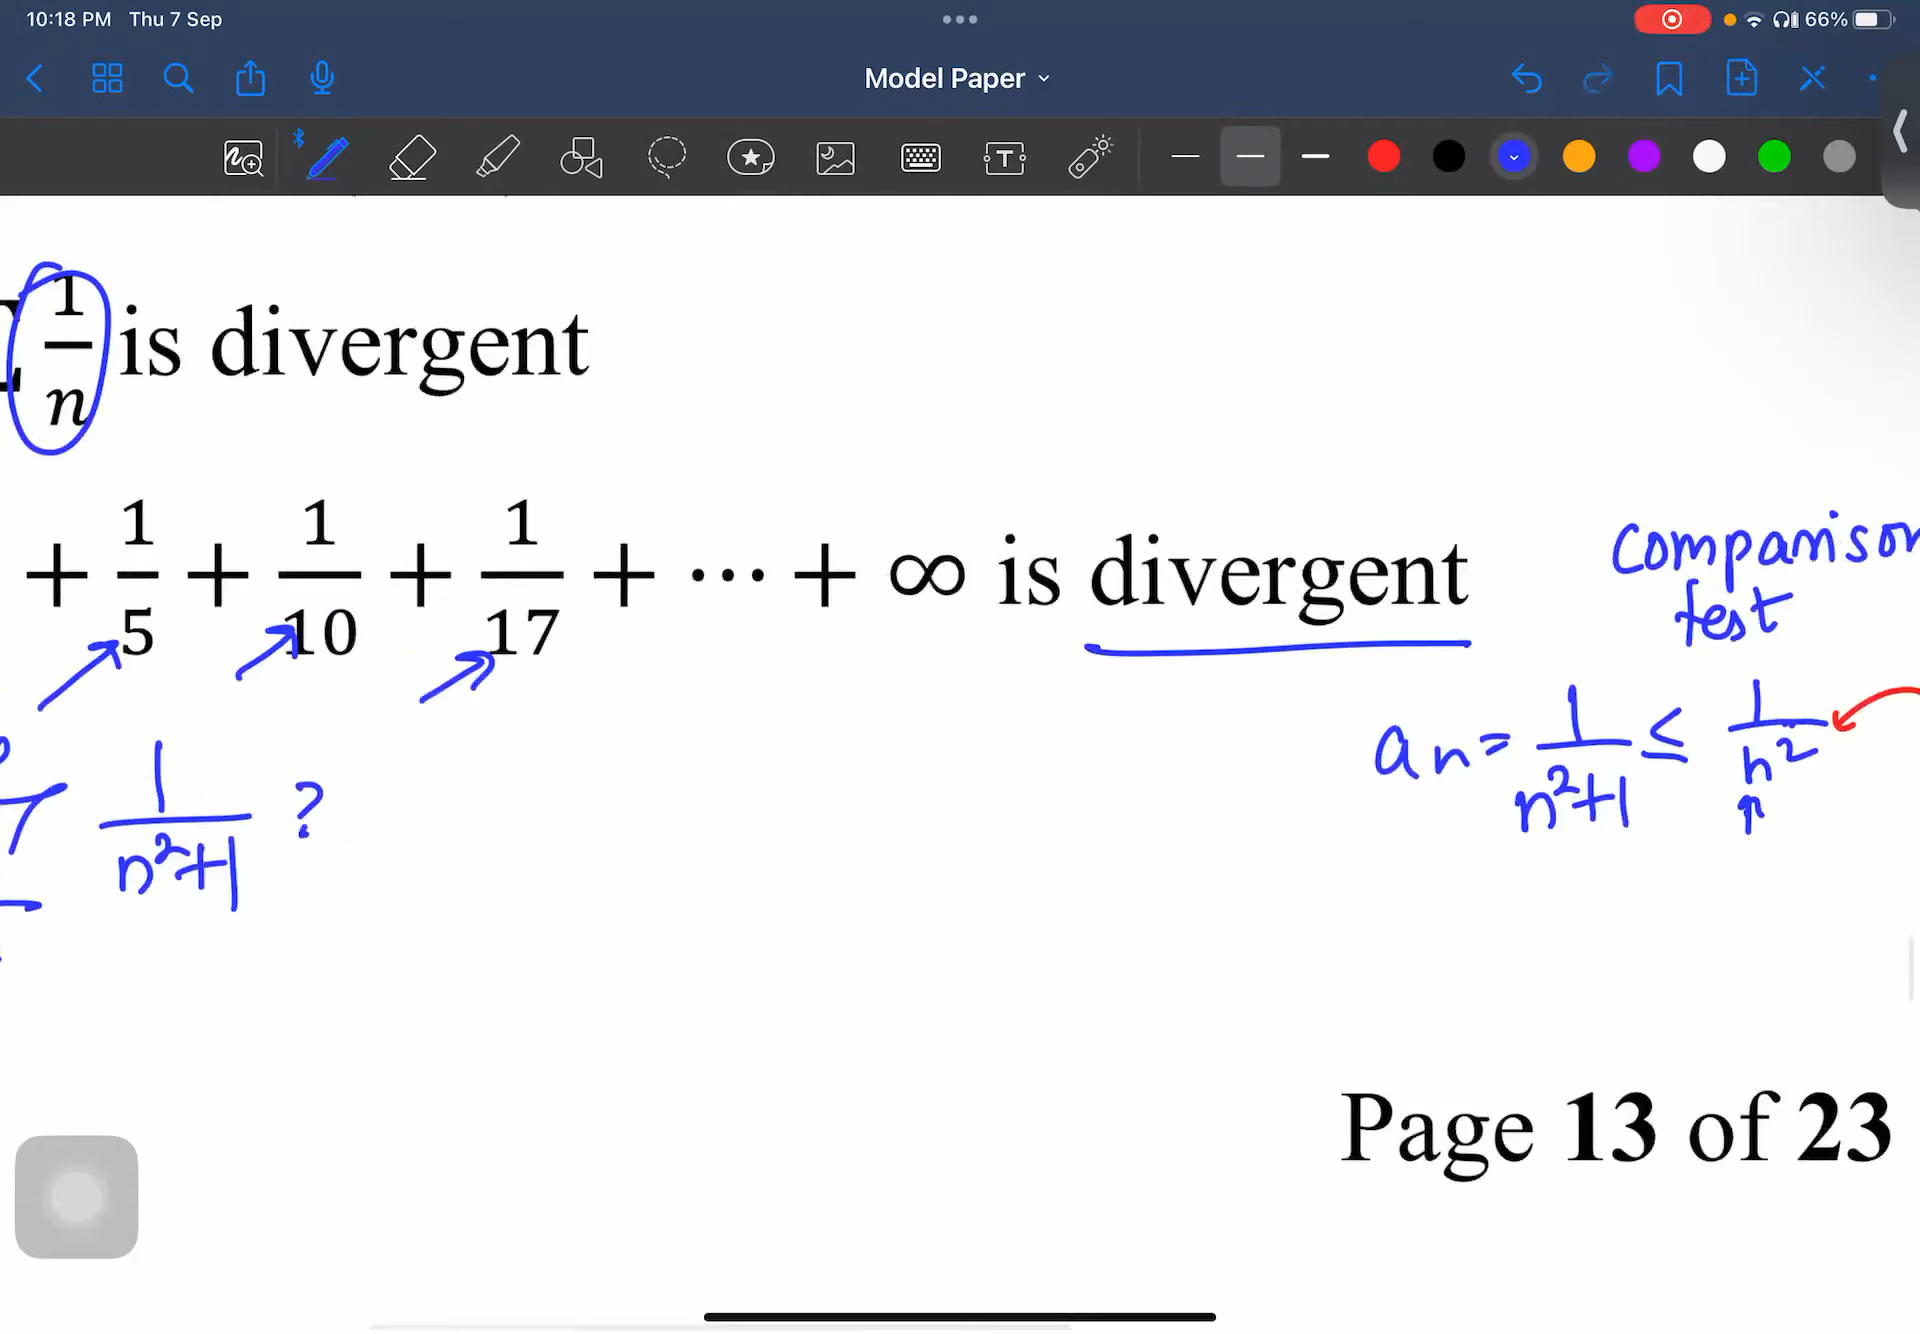 10:18 PM Thu 7 Sep
66%
Model Paper
T
1/n is divergent
+ 1/5 + 1/10 + 1/17 + ⋯ + ∞ is divergent
comparison
test
an = 1/(n²+1) ≤ 1/n²
1/(n²+1) ?
Page 13 of 23